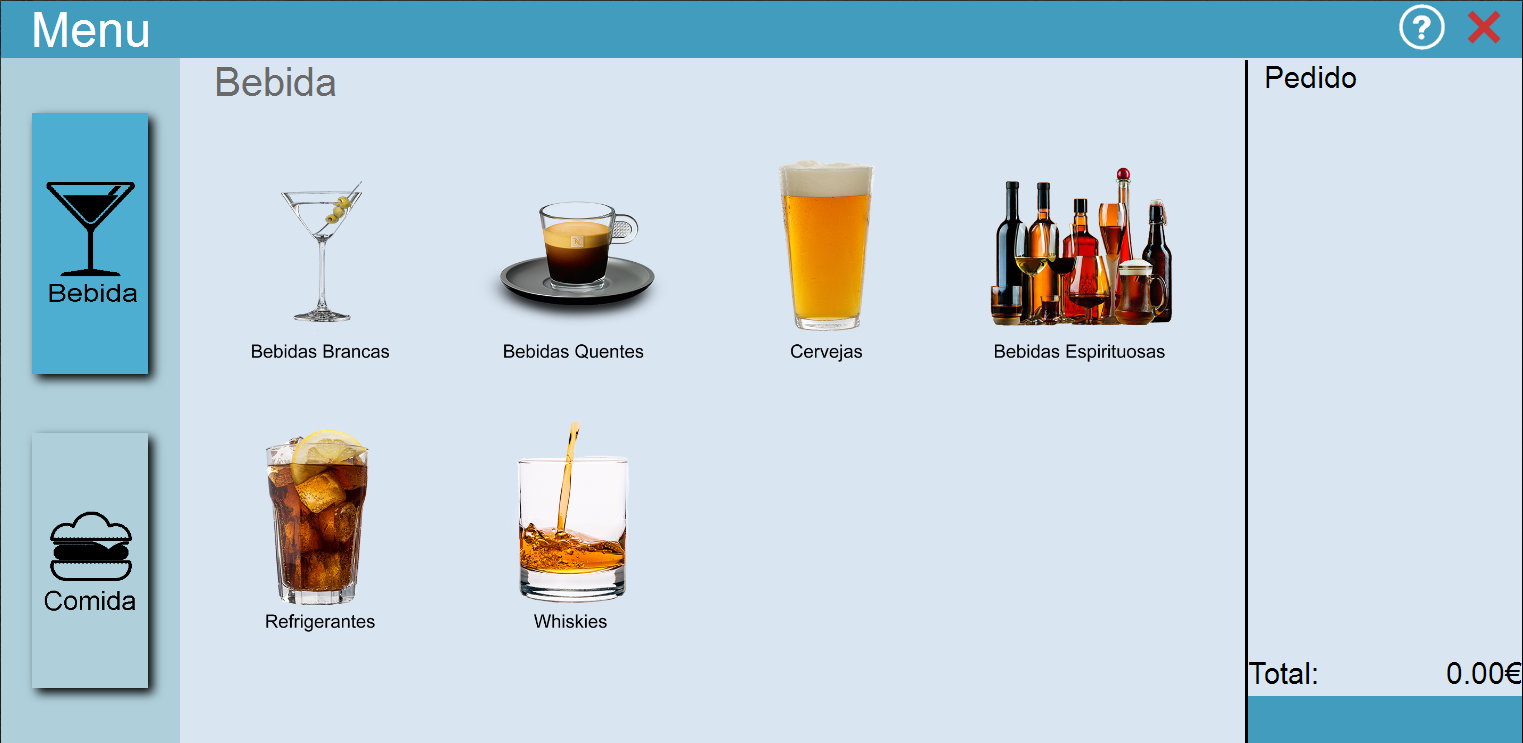 Menu
?
Bebida
Pedido
Bebida
Bebidas Brancas
Bebidas Quentes
Cervejas
Bebidas Espirituosas
Comida
Refrigerantes
Whiskies
Total: 0.00€